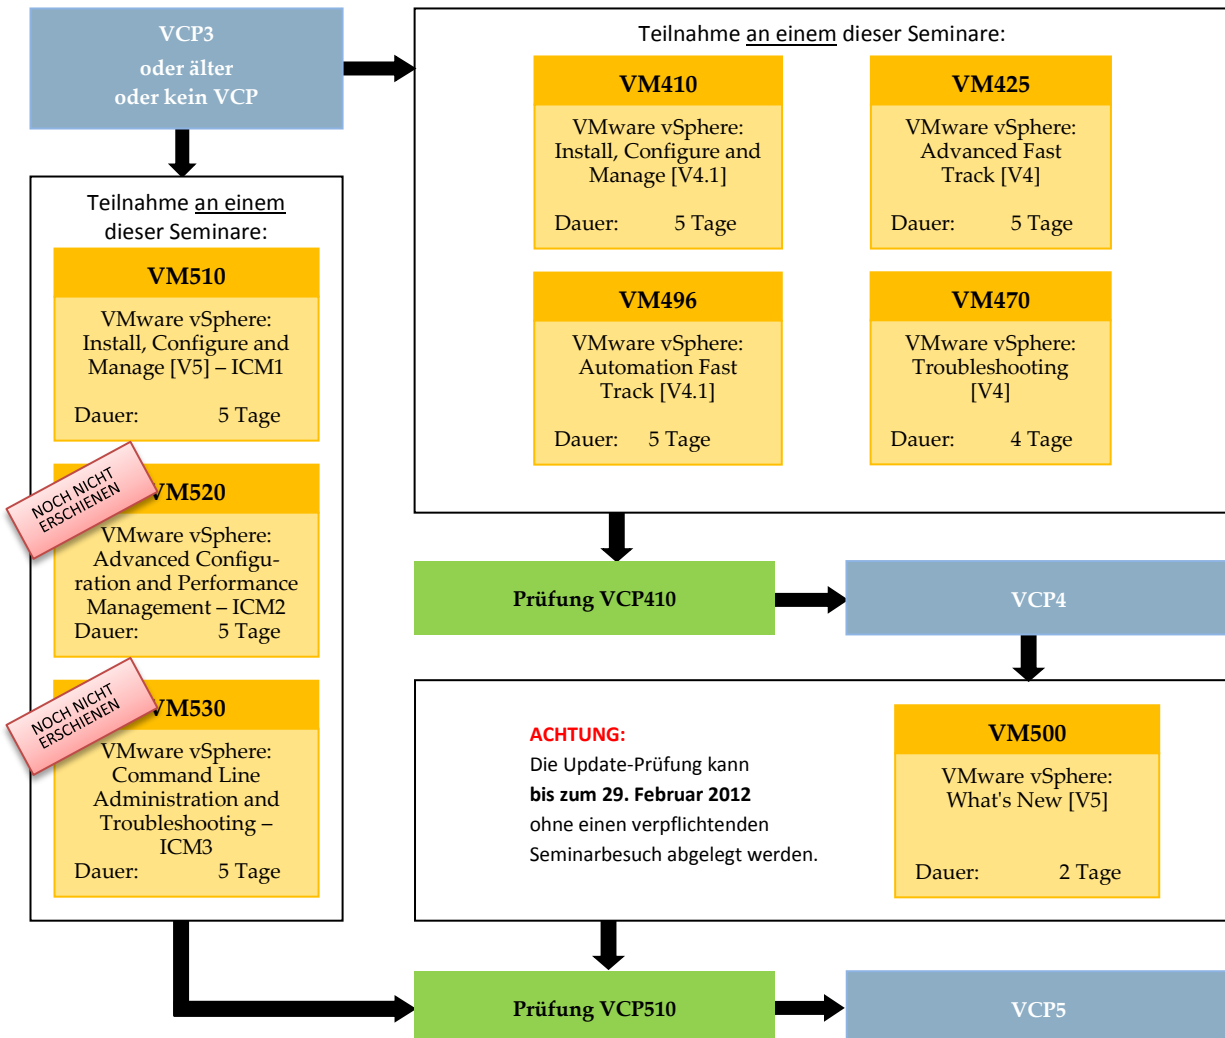 VCP3
oder älter
oder kein VCP
Teilnahme an einem
dieser Seminare:
VM510
VMware vSphere:
Install, Configure and
Manage [V5] – ICM1
Dauer: 5 Tage
NOCH NICHT
ERSCHIENEN
VM520
VMware vSphere:
Advanced Configu-
ration and Performance
Management – ICM2
Dauer: 5 Tage
NOCH NICHT
ERSCHIENEN
VM530
VMware vSphere:
Command Line
Administration and
Troubleshooting –
ICM3
Dauer: 5 Tage
Teilnahme an einem dieser Seminare:
VM410
VMware vSphere:
Install, Configure and
Manage [V4.1]
Dauer: 5 Tage
VM425
VMware vSphere:
Advanced Fast
Track [V4]
Dauer: 5 Tage
VM496
VMware vSphere:
Automation Fast
Track [V4.1]
Dauer: 5 Tage
VM470
VMware vSphere:
Troubleshooting
[V4]
Dauer: 4 Tage
Prüfung VCP410
VCP4
ACHTUNG:
Die Update-Prüfung kann
bis zum 29. Februar 2012
ohne einen verpflichtenden
Seminarbesuch abgelegt werden.
VM500
VMware vSphere:
What's New [V5]
Dauer: 2 Tage
Prüfung VCP510
VCP5